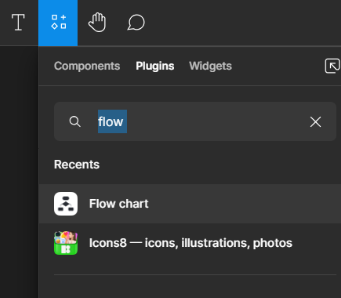 T
Components Plugins Widgets
flow
Recents
Flow chart
Icons8 — icons, illustrations, photos